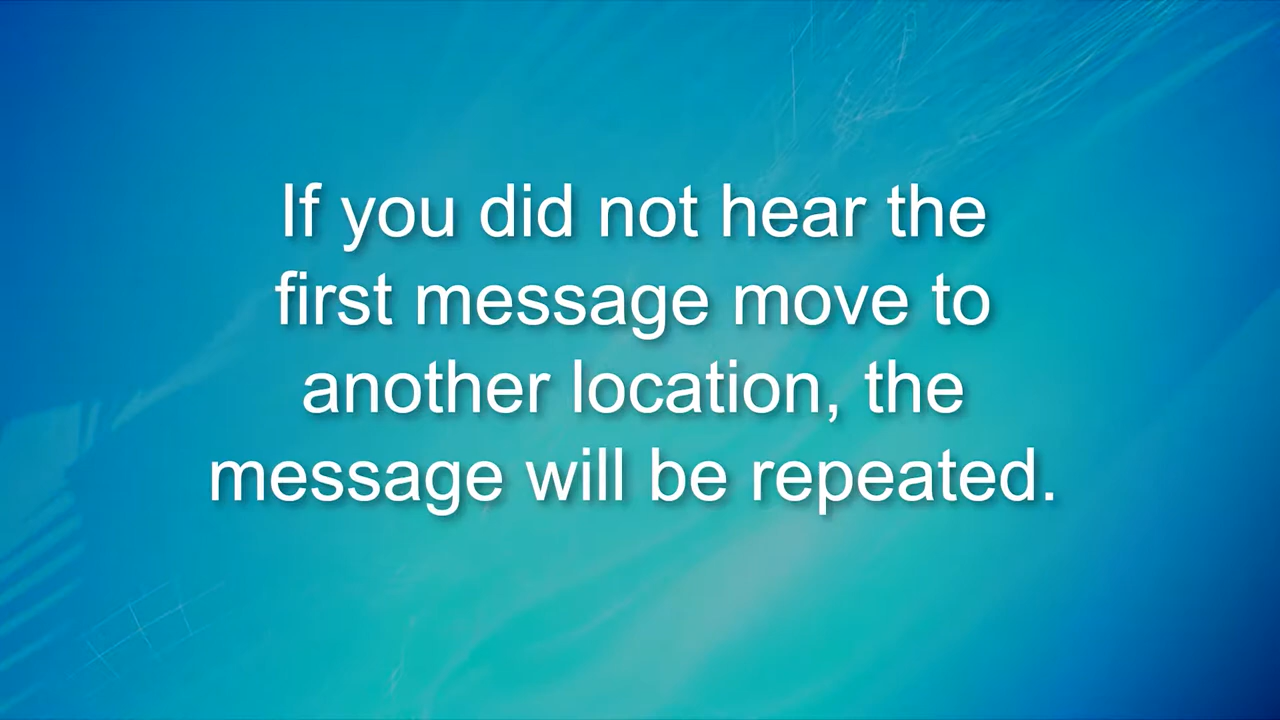 If you did not hear the
first message move to
another location, the
message will be repeated.